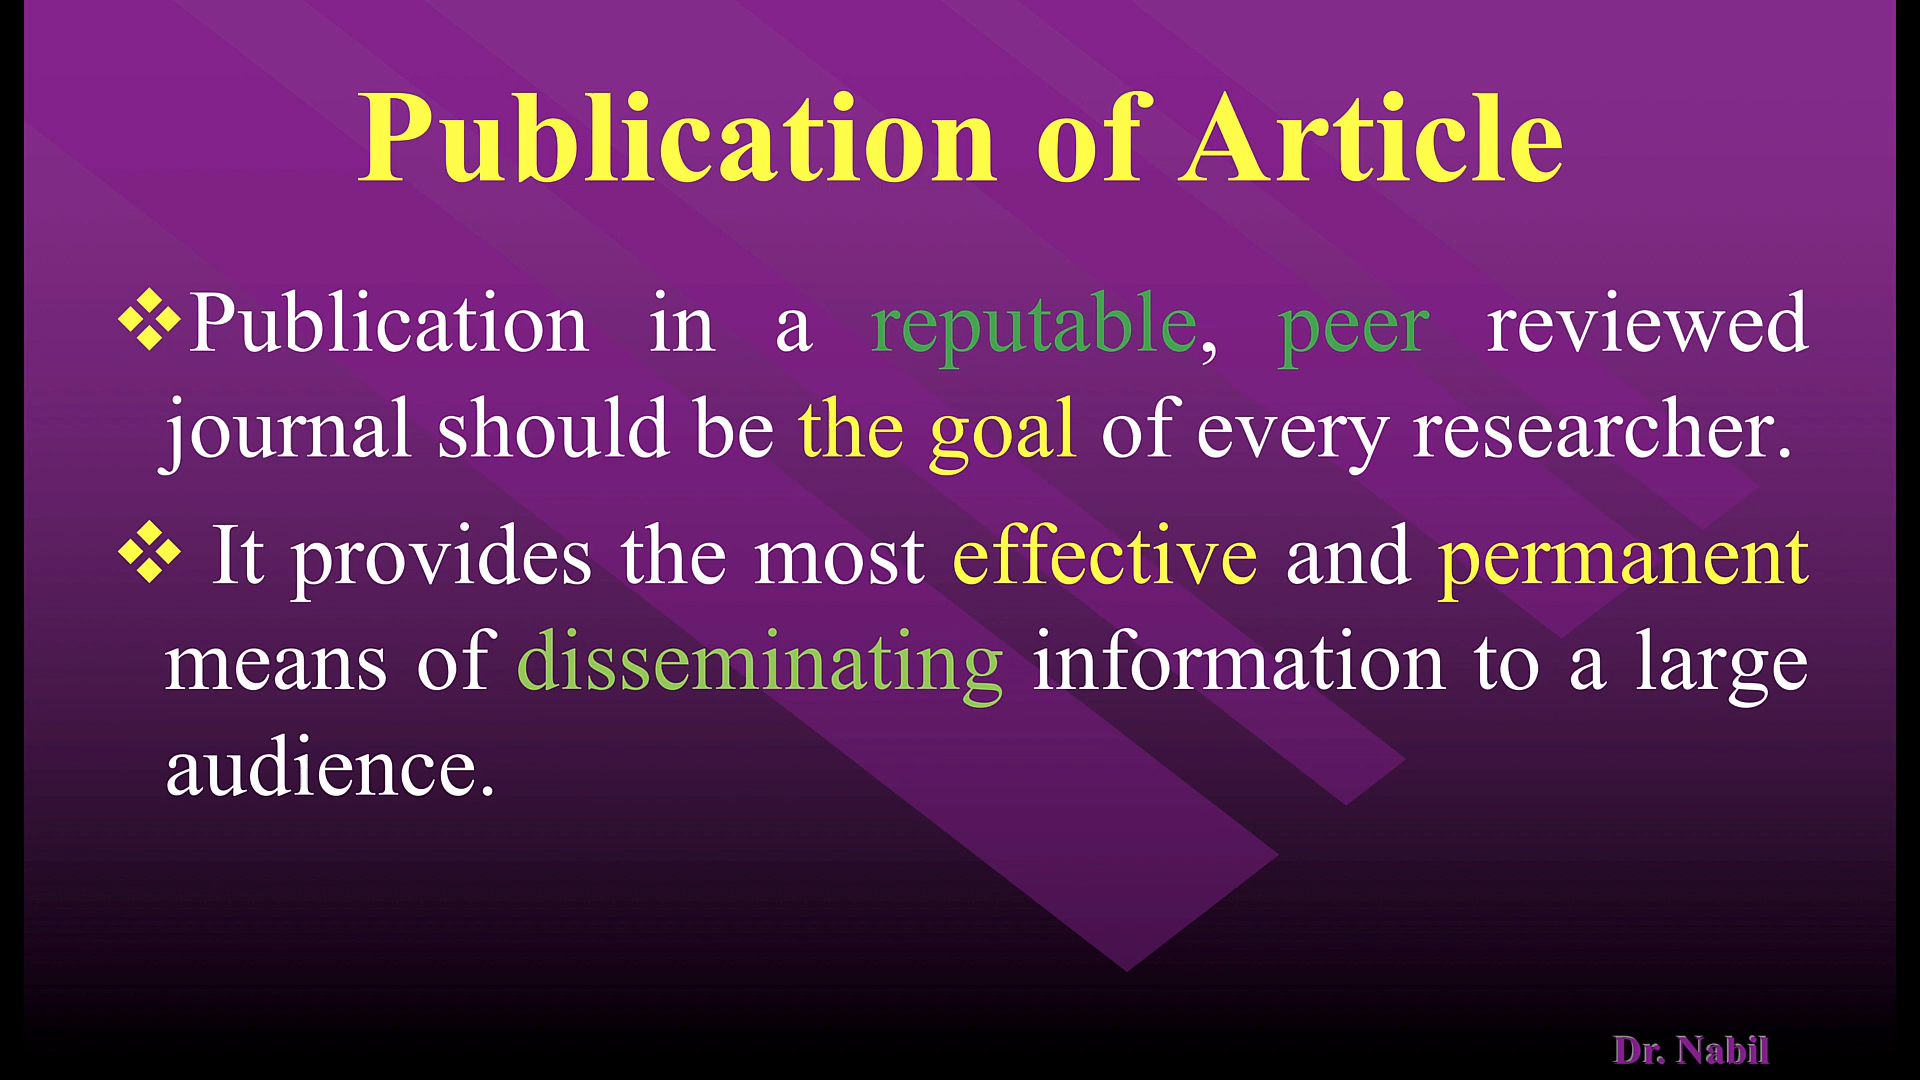 Publication of Article
❖Publication in a reputable, peer reviewed
journal should be the goal of every researcher.
❖ It provides the most effective and permanent
means of disseminating information to a large
audience.
Dr. Nabil